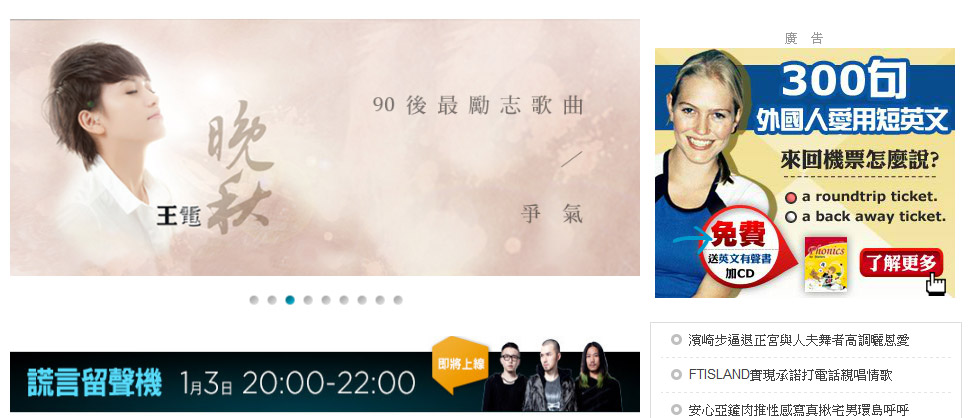 90後最勵志歌曲
晚秋
/
爭氣
王
廣 告
300句
外國人愛用短英文
來回機票怎麼說?
a roundtrip ticket.
a back away ticket.
免費
送英文有聲書
加CD
Phonics
了解更多
即將上線
謊言留聲機 1月3日 20:00-22:00
濱崎步逼退正宮與人夫舞者高調曬恩愛
FTISLAND實現承諾打電話親唱情歌
安心亞鏟肉推性感寫真揪宅男環島呼呼